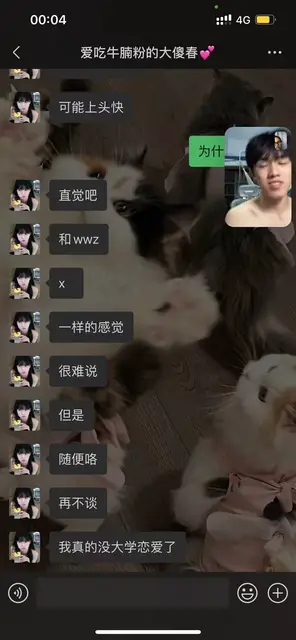 00:04
4G
爱吃牛腩粉的大傻春💕
可能上头快
为什
直觉吧
和wwz
x
一样的感觉
很难说
但是
随便咯
再不谈
我真的没大学恋爱了